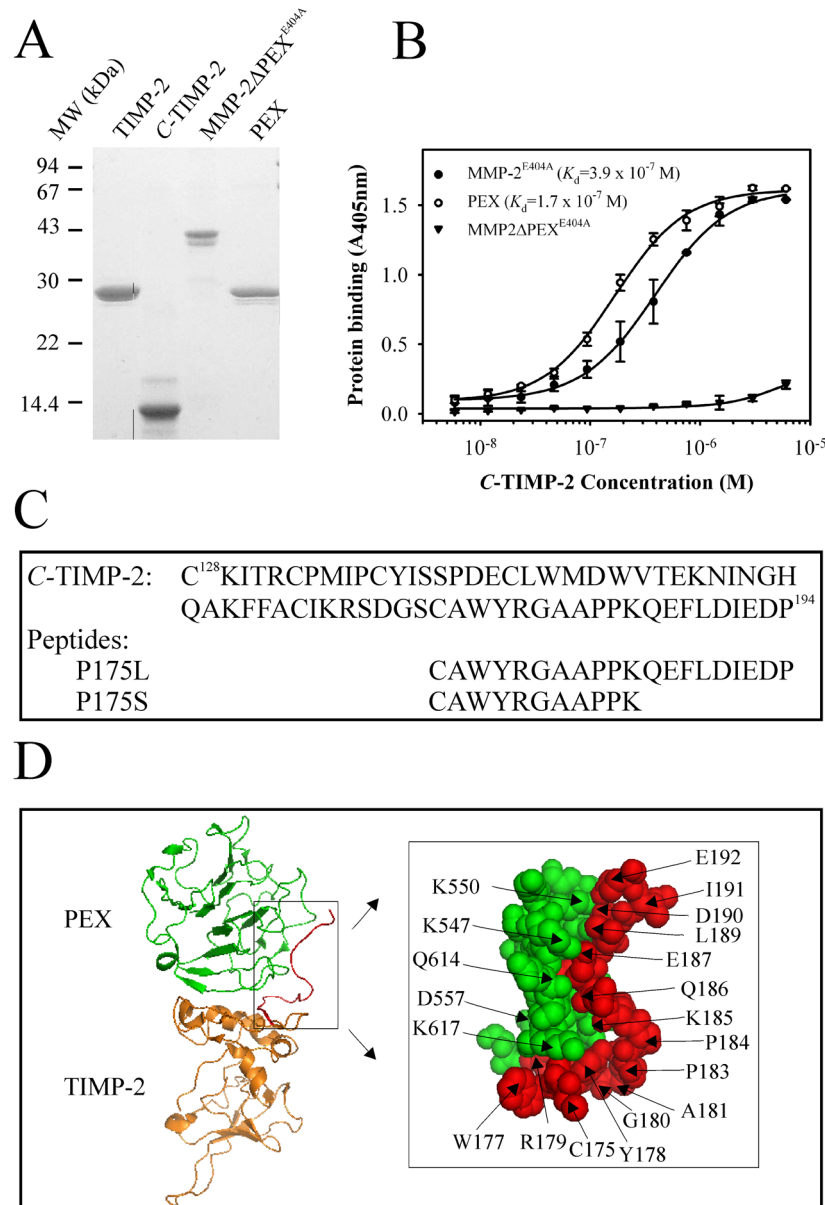 A
MW (kDa)
TIMP-2
C-TIMP-2
MMP-2ΔPEX^E404A
PEX
94
67
43
30
22
14.4
B
Protein binding (A405nm)
MMP-2^E404A (Kd=3.9 x 10^-7 M)
PEX (Kd=1.7 x 10^-7 M)
MMP2ΔPEX^E404A
1.5
1.0
0.5
0.0
10^-8
10^-7
10^-6
10^-5
C-TIMP-2 Concentration (M)
C
C-TIMP-2: C^128KITRCPMIPCYISSPDECLWMDWVTEKNINGH
QAKFFACIKRSDGSCAWYRGAAPPKQEFLDIEDP^194
Peptides:
P175L CAWYRGAAPPKQEFLDIEDP
P175S CAWYRGAAPPK
D
PEX
TIMP-2
K550
K547
Q614
D557
K617
W177
R179
C175
Y178
G180
A181
P183
P184
K185
Q186
E187
L189
D190
I191
E192